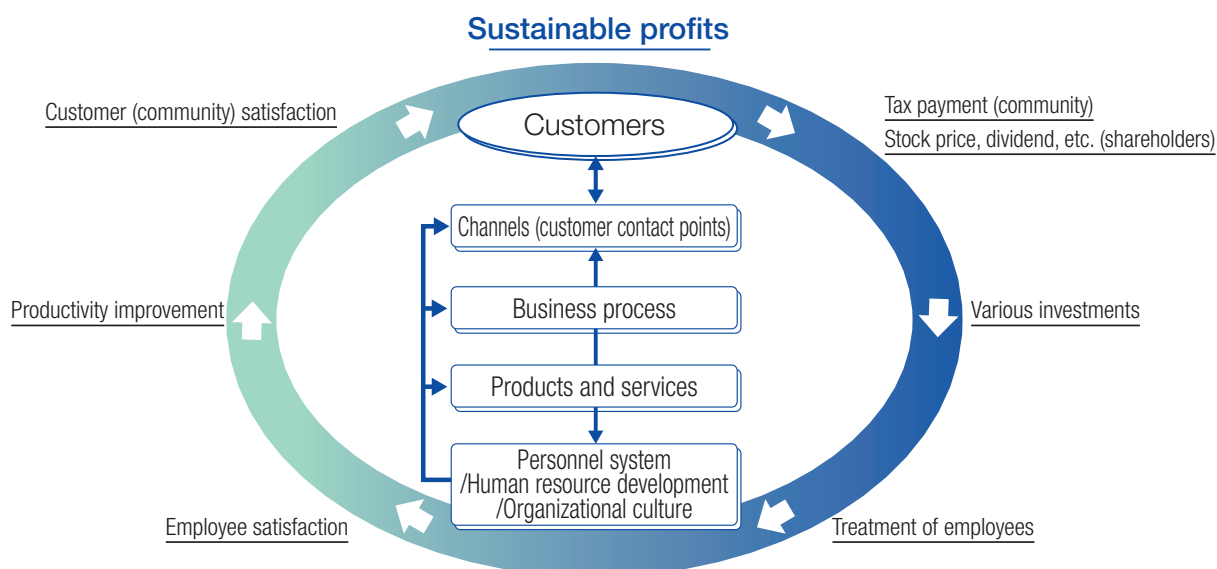 Sustainable profits
Customer (community) satisfaction
Customers
Tax payment (community)
Stock price, dividend, etc. (shareholders)
Channels (customer contact points)
Productivity improvement
Business process
Various investments
Products and services
Personnel system
/Human resource development
/Organizational culture
Employee satisfaction
Treatment of employees